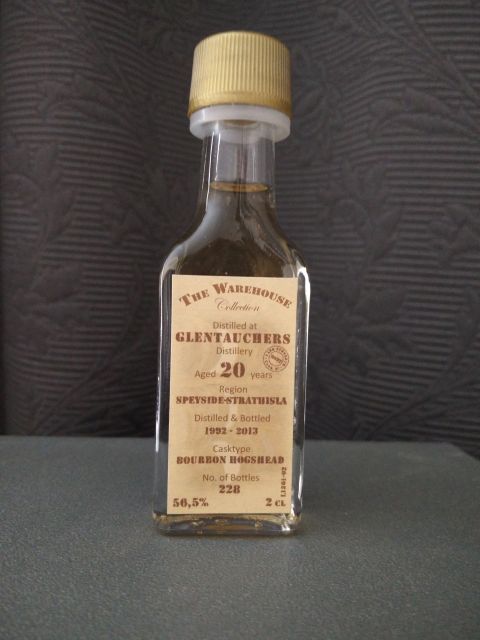 The Warehouse
Collection
Distilled at
GLENTAUCHERS
Distillery
Aged 20 years
Region
SPEYSIDE-STRATHISLA
Distilled & Bottled
1992 - 2013
Casktype
BOURBON HOGSHEAD
No. of Bottles
228
56,5% 2 CL